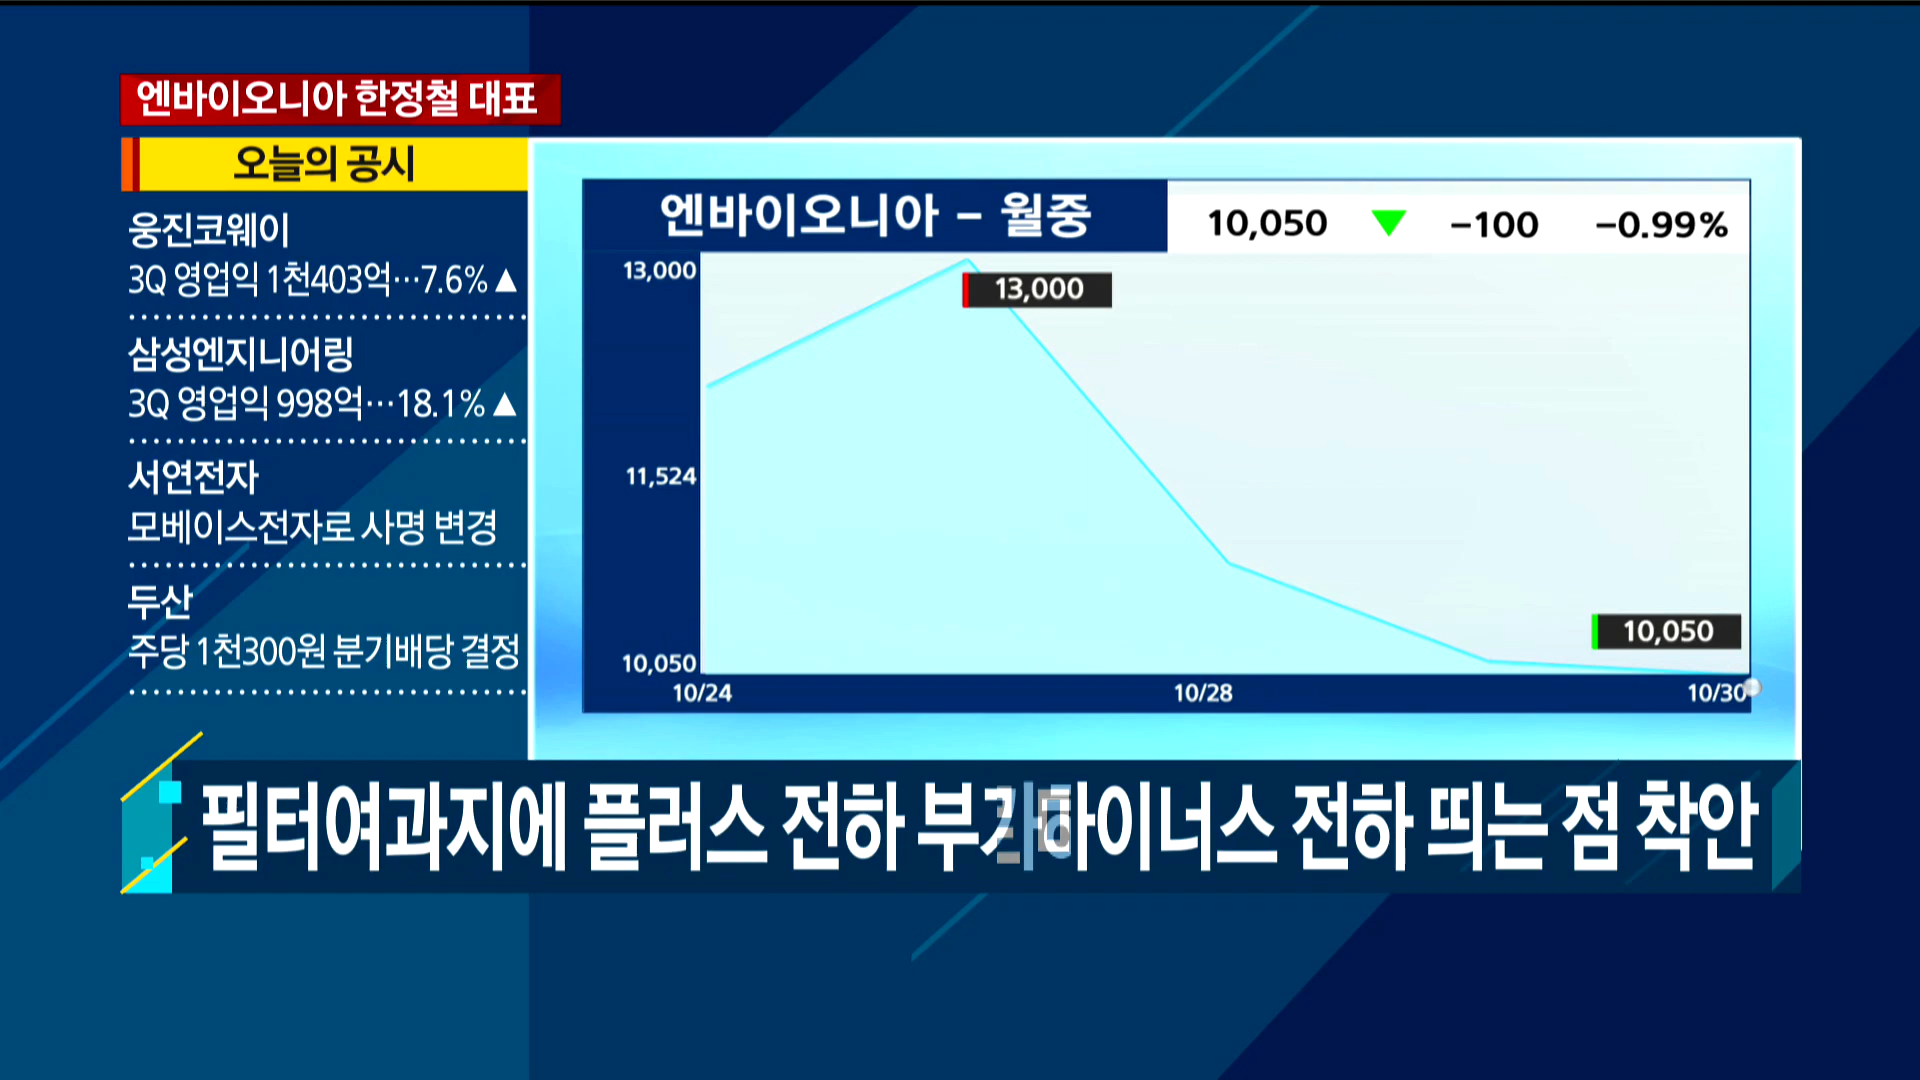 엔바이오니아 한정철 대표
오늘의 공시
웅진코웨이
3Q 영업익 1천403억…7.6%▲
삼성엔지니어링
3Q 영업익 998억…18.1%▲
서연전자
모베이스전자로 사명 변경
두산
주당 1천300원 분기배당 결정
엔바이오니아 - 월중
10,050 ▼ -100 -0.99%
13,000
13,000
11,524
10,050
10,050
10/24 10/28 10/30
필터여과지에 플러스 전하 부가 마이너스 전하 띄는 점 착안